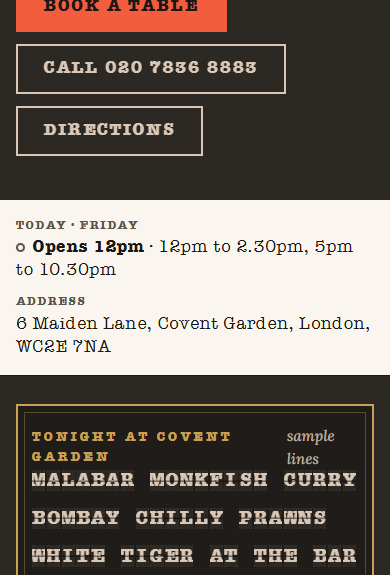 BOOK A TABLE
CALL 020 7836 8883
DIRECTIONS
TODAY · FRIDAY
Opens 12pm · 12pm to 2.30pm, 5pm
to 10.30pm
ADDRESS
6 Maiden Lane, Covent Garden, London,
WC2E 7NA
TONIGHT AT COVENT
GARDEN
sample
lines
MALABAR MONKFISH CURRY
BOMBAY CHILLY PRAWNS
WHITE TIGER AT THE BAR